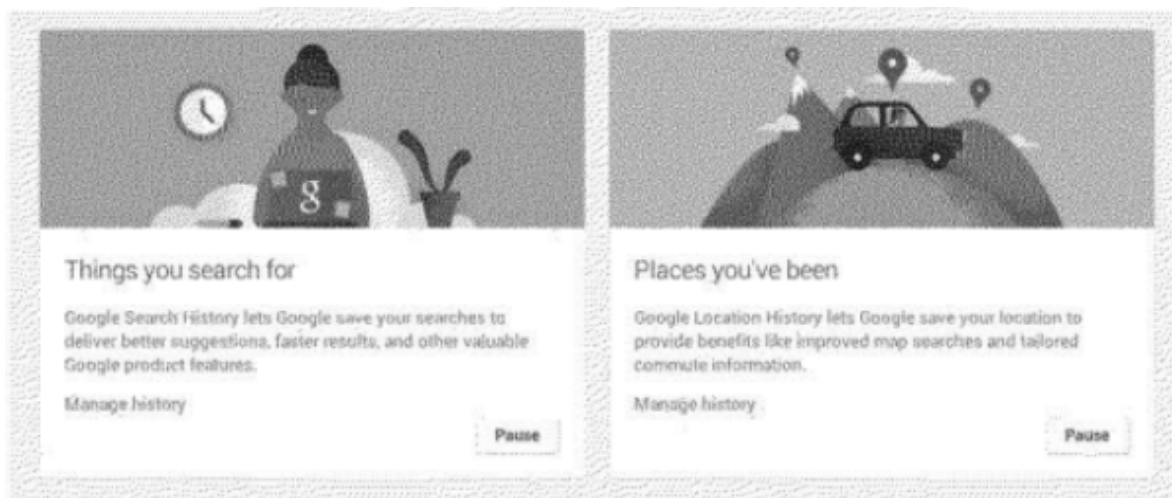 g
Things you search for
Google Search History lets Google save your searches to
deliver better suggestions, faster results, and other valuable
Google product features.
Manage history
Pause
Places you've been
Google Location History lets Google save your location to
provide benefits like improved map searches and tailored
commute information.
Manage history
Pause